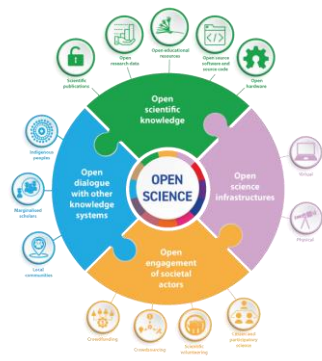 Open educational
resources
Open
research data
Open source
software and
source code
Scientific
publications
Open
hardware
Open
scientific
knowledge
Indigenous
peoples
Open
dialogue
with other
knowledge
systems
OPEN
SCIENCE
Open
science
infrastructures
Virtual
Marginalised
scholars
Physical
Local
communities
Open
engagement
of societal
actors
Crowdfunding
Crowdsourcing
Scientific
volunteering
Citizen and
participatory
science